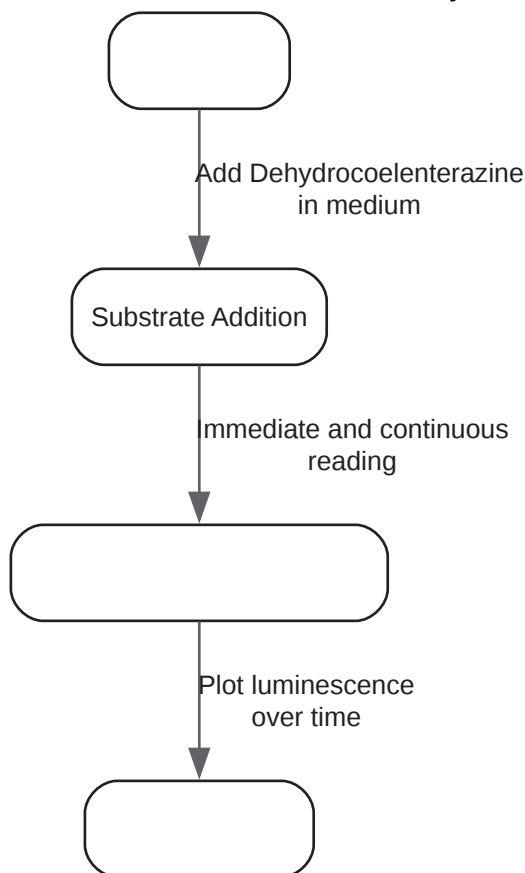 Add Dehydrocoelenterazine
in medium
Substrate Addition
Immediate and continuous
reading
Plot luminescence
over time